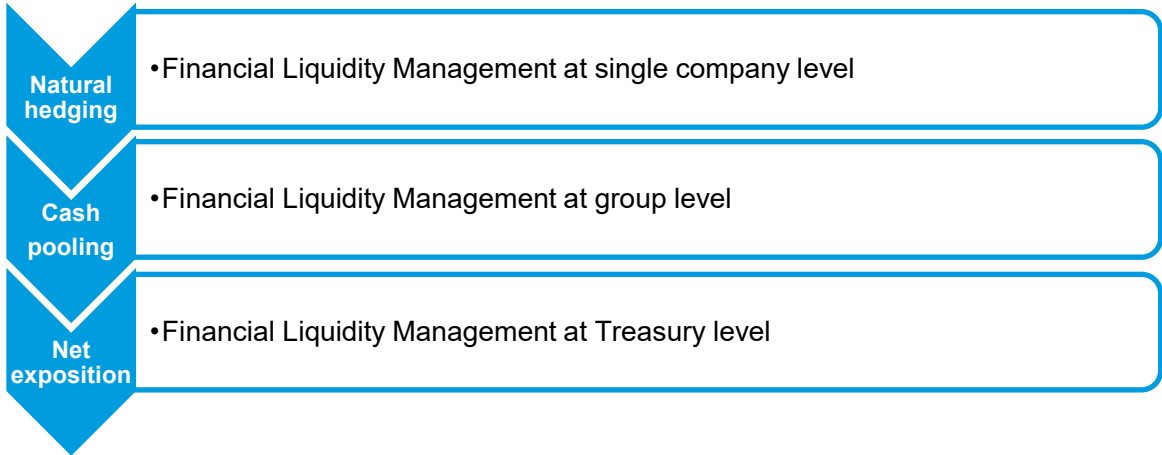 Natural
hedging
•Financial Liquidity Management at single company level
Cash
pooling
•Financial Liquidity Management at group level
Net
exposition
•Financial Liquidity Management at Treasury level